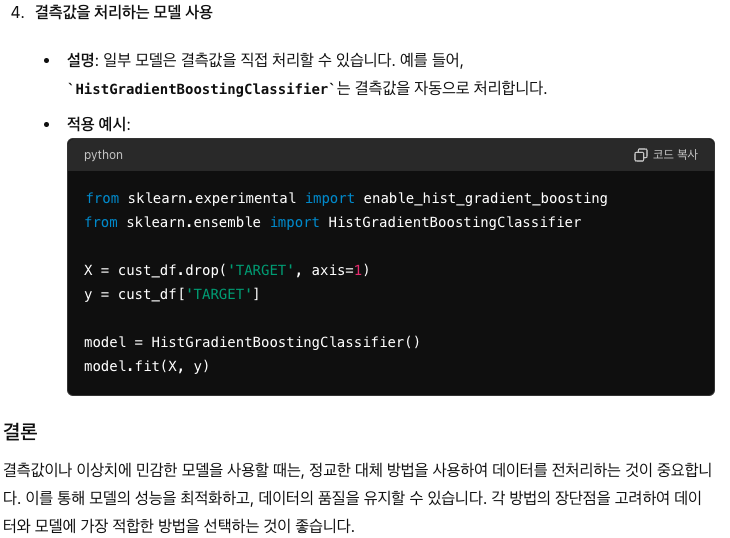 4. 결측값을 처리하는 모델 사용
• 설명: 일부 모델은 결측값을 직접 처리할 수 있습니다. 예를 들어,
`HistGradientBoostingClassifier`는 결측값을 자동으로 처리합니다.
• 적용 예시:
python 코드 복사
from sklearn.experimental import enable_hist_gradient_boosting
from sklearn.ensemble import HistGradientBoostingClassifier
X = cust_df.drop('TARGET', axis=1)
y = cust_df['TARGET']
model = HistGradientBoostingClassifier()
model.fit(X, y)
결론
결측값이나 이상치에 민감한 모델을 사용할 때는, 정교한 대체 방법을 사용하여 데이터를 전처리하는 것이 중요합니
다. 이를 통해 모델의 성능을 최적화하고, 데이터의 품질을 유지할 수 있습니다. 각 방법의 장단점을 고려하여 데이
터와 모델에 가장 적합한 방법을 선택하는 것이 좋습니다.